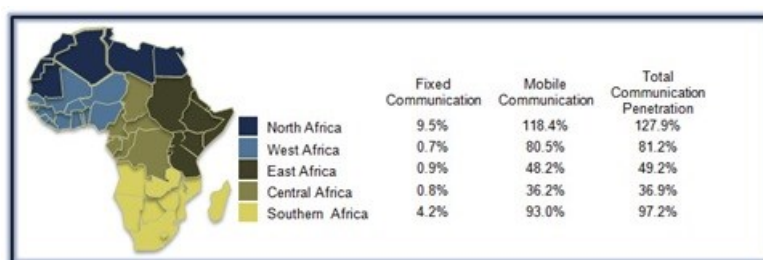 Fixed Communication
Mobile Communication
Total Communication Penetration
North Africa 9.5% 118.4% 127.9%
West Africa 0.7% 80.5% 81.2%
East Africa 0.9% 48.2% 49.2%
Central Africa 0.8% 36.2% 36.9%
Southern Africa 4.2% 93.0% 97.2%